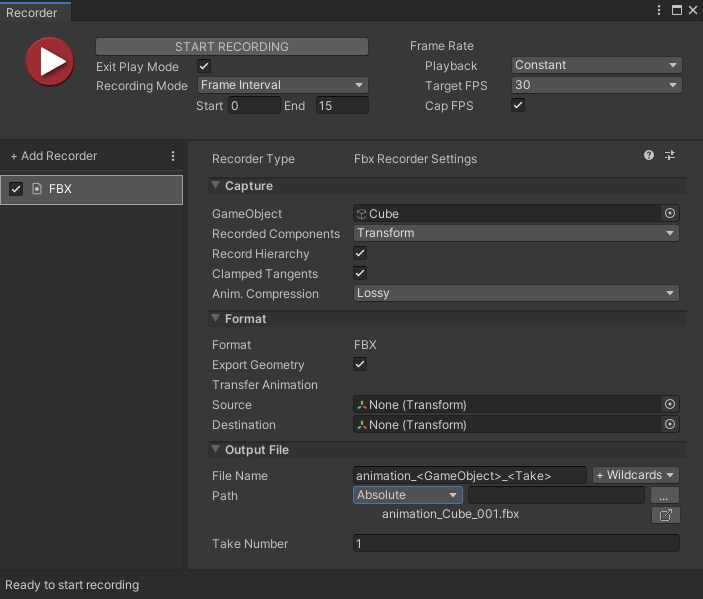 Recorder
START RECORDING
Exit Play Mode
Recording Mode Frame Interval
Start 0 End 15
Frame Rate
Playback Constant
Target FPS 30
Cap FPS
+ Add Recorder
FBX
Recorder Type Fbx Recorder Settings
Capture
GameObject Cube
Recorded Components Transform
Record Hierarchy
Clamped Tangents
Anim. Compression Lossy
Format
Format FBX
Export Geometry
Transfer Animation
Source None (Transform)
Destination None (Transform)
Output File
File Name animation_<GameObject>_<Take> + Wildcards
Path Absolute ...
animation_Cube_001.fbx
Take Number 1
Ready to start recording